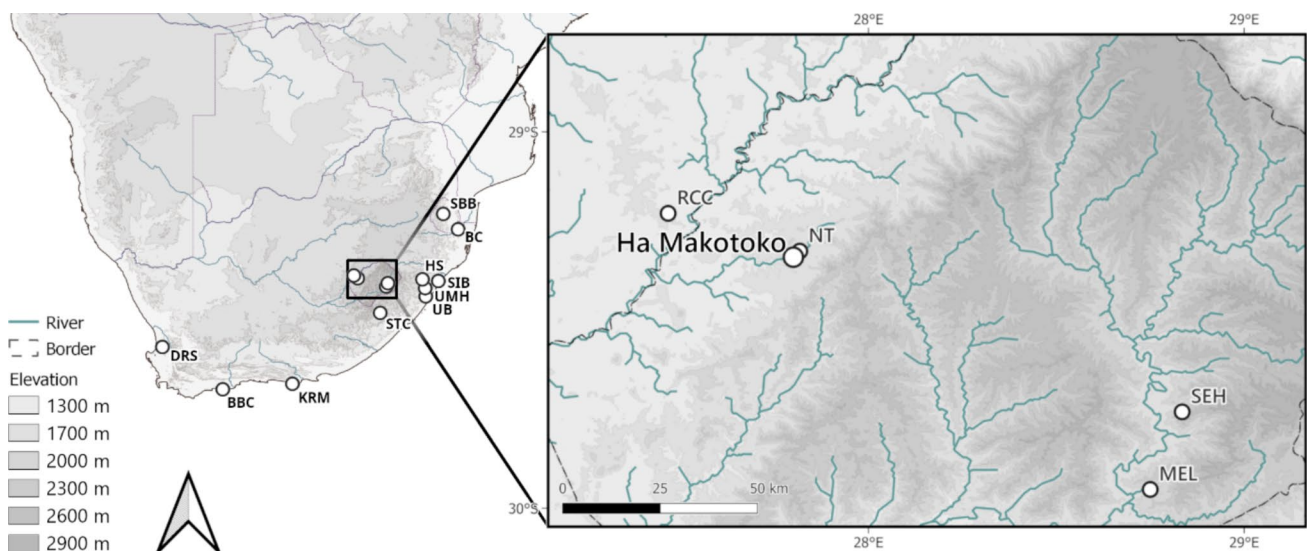 28°E
29°E
29°S
RCC
Ha Makotoko
NT
SBB
BC
HS
SIB
UMH
UB
STC
SEH
MEL
DRS
BBC
KRM
River
Border
Elevation
1300 m
1700 m
2000 m
2300 m
2600 m
2900 m
0
25
50 km
30°S
28°E
29°E